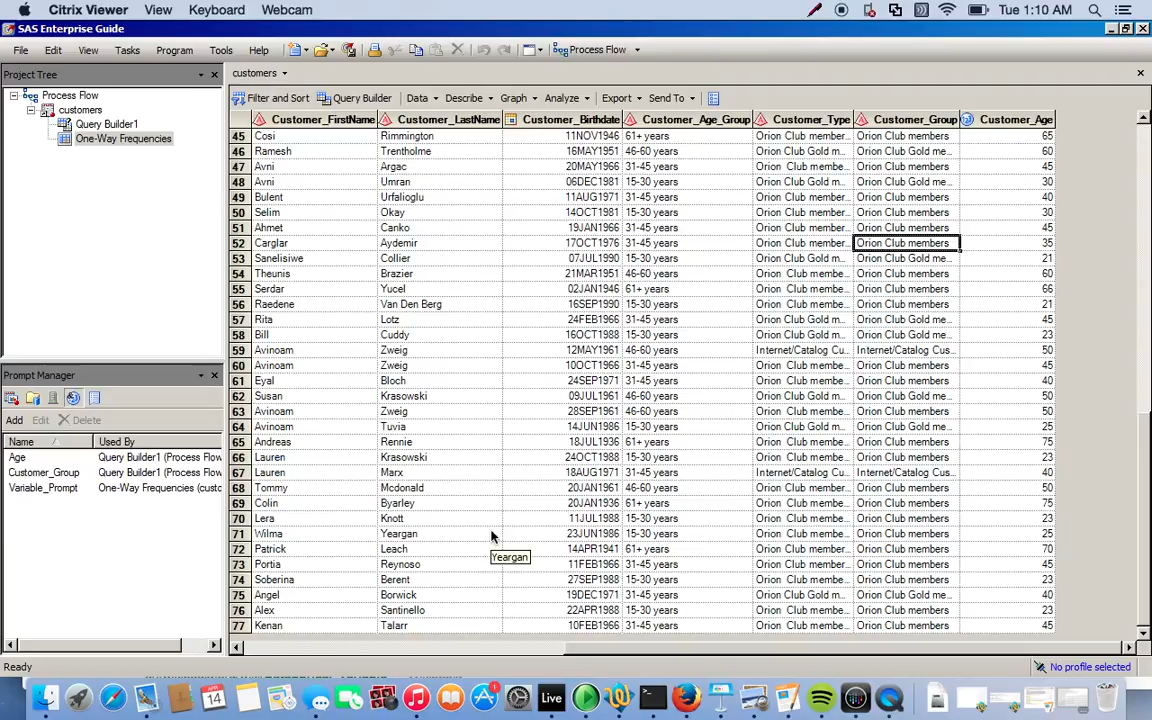 Citrix Viewer View Keyboard Webcam Tue 1:10 AM
SAS Enterprise Guide
File Edit View Tasks Program Tools Help Process Flow
Project Tree
Process Flow
customers
Query Builder1
One-Way Frequencies
Prompt Manager
Add Edit Delete
Name Used By
Age Query Builder1 (Process Flow
Customer_Group Query Builder1 (Process Flow
Variable_Prompt One-Way Frequencies (custo
customers
Filter and Sort Query Builder Data Describe Graph Analyze Export Send To
Customer_FirstName Customer_LastName Customer_Birthdate Customer_Age_Group Customer_Type Customer_Group Customer_Age
45 Cosi Rimmington 11NOV1946 61+ years Orion Club member... Orion Club members 65
46 Ramesh Trentholme 16MAY1951 46-60 years Orion Club Gold m... Orion Club Gold me... 60
47 Avni Argac 20MAY1966 31-45 years Orion Club member... Orion Club members 45
48 Avni Umran 06DEC1981 15-30 years Orion Club Gold m... Orion Club Gold me... 30
49 Bulent Urfalioglu 11AUG1971 31-45 years Orion Club member... Orion Club members 40
50 Selim Okay 14OCT1981 15-30 years Orion Club member... Orion Club members 30
51 Ahmet Canko 19JAN1966 31-45 years Orion Club member... Orion Club members 45
52 Carglar Aydemir 17OCT1976 31-45 years Orion Club member... Orion Club members 35
53 Sanelisiwe Collier 07JUL1990 15-30 years Orion Club Gold m... Orion Club Gold me... 21
54 Theunis Brazier 21MAR1951 46-60 years Orion  Club membe... Orion Club members 60
55 Serdar Yucel 02JAN1946 61+ years Orion  Club membe... Orion Club members 66
56 Raedene Van Den Berg 16SEP1990 15-30 years Orion  Club membe... Orion Club members 21
57 Rita Lotz 24FEB1966 31-45 years Orion Club Gold m... Orion Club Gold me... 45
58 Bill Cuddy 16OCT1988 15-30 years Orion Club Gold m... Orion Club Gold me... 23
59 Avinoam Zweig 12MAY1961 46-60 years Internet/Catalog Cu... Internet/Catalog Cus... 50
60 Avinoam Zweig 10OCT1966 31-45 years Orion  Club membe... Orion Club members 45
61 Eyal Bloch 24SEP1971 31-45 years Orion  Club membe... Orion Club members 40
62 Susan Krasowski 09JUL1961 46-60 years Orion Club Gold m... Orion Club Gold me... 50
63 Avinoam Zweig 28SEP1961 46-60 years Orion Club Gold m... Orion Club Gold me... 50
64 Avinoam Tuvia 14JUN1986 15-30 years Orion Club Gold m... Orion Club Gold me... 25
65 Andreas Rennie 18JUL1936 61+ years Orion  Club membe... Orion Club members 75
66 Lauren Krasowski 24OCT1988 15-30 years Orion  Club membe... Orion Club members 23
67 Lauren Marx 18AUG1971 31-45 years Internet/Catalog Cu... Internet/Catalog Cus... 40
68 Tommy Mcdonald 20JAN1961 46-60 years Orion  Club membe... Orion Club members 50
69 Colin Byarley 20JAN1936 61+ years Orion  Club membe... Orion Club members 75
70 Lera Knott 11JUL1988 15-30 years Orion  Club membe... Orion Club members 23
71 Wilma Yeargan 23JUN1986 15-30 years Orion  Club membe... Orion Club members 25
Yeargan
72 Patrick Leach 14APR1941 61+ years Orion  Club membe... Orion Club members 70
73 Portia Reynoso 11FEB1966 31-45 years Orion  Club membe... Orion Club members 45
74 Soberina Berent 27SEP1988 15-30 years Orion  Club membe... Orion Club members 23
75 Angel Borwick 19DEC1971 31-45 years Orion Club Gold m... Orion Club Gold me... 40
76 Alex Santinello 22APR1988 15-30 years Orion  Club membe... Orion Club members 23
77 Kenan Talarr 10FEB1966 31-45 years Orion  Club membe... Orion Club members 45
Ready No profile selected
APR
14
1
Live